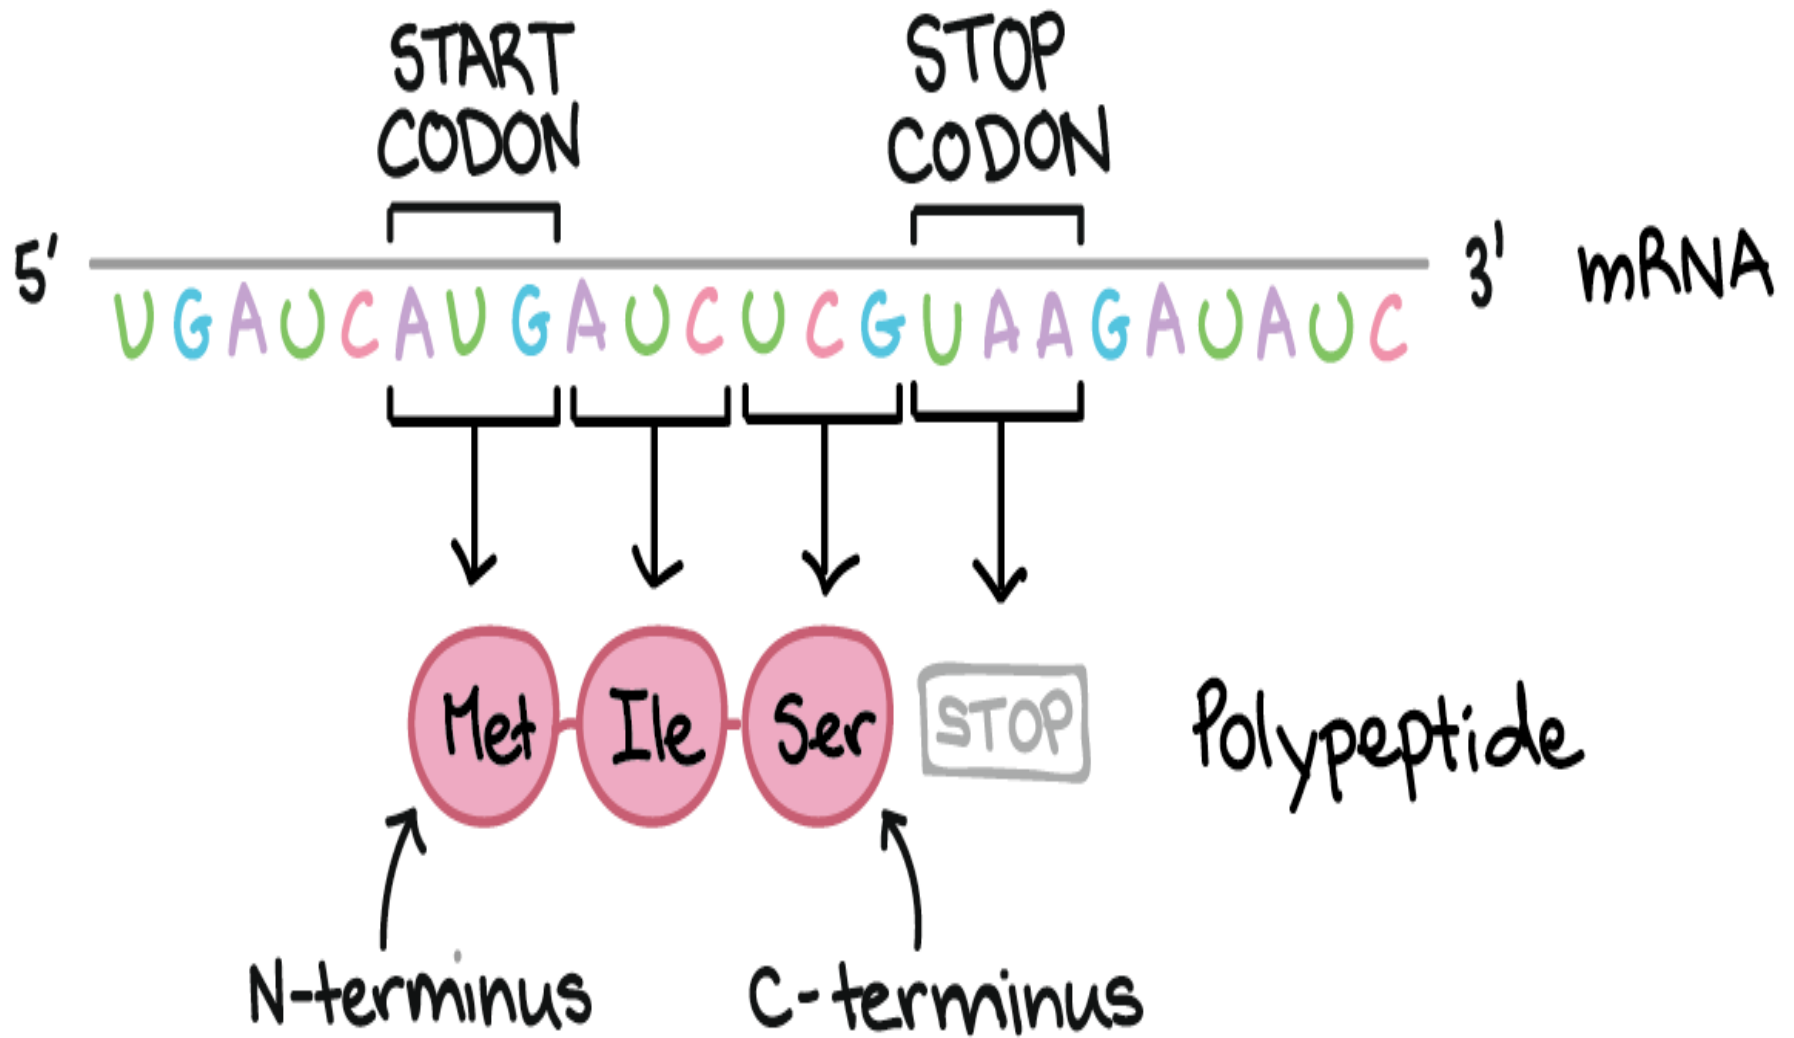 START
CODON
STOP
CODON
5' 3' mRNA
UGAUCAUGAUCUCGUAAGAUAUC
Met Ile Ser STOP Polypeptide
N-terminus C-terminus